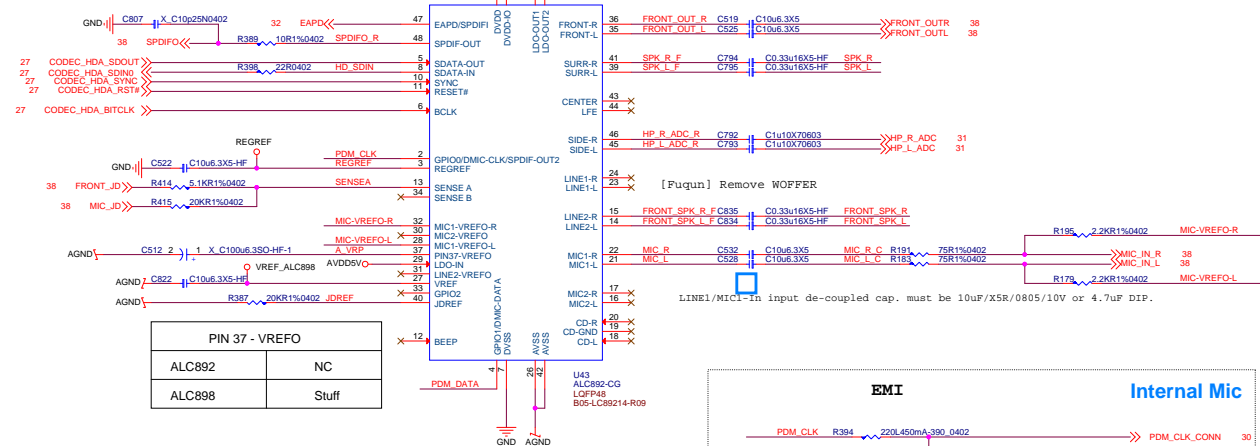 GND C807 X_C10p25N0402
32 EAPD 47 EAPD/SPDIFI
38 SPDIFO R389 10R1%0402 SPDIFO_R 48 SPDIF-OUT
27 CODEC_HDA_SDOUT 5 SDATA-OUT
27 CODEC_HDA_SDIN0 R398 22R0402 HD_SDIN 8 SDATA-IN
27 CODEC_HDA_SYNC 10 SYNC
27 CODEC_HDA_RST# 11 RESET#
27 CODEC_HDA_BITCLK 6 BCLK
REGREF
PDM_CLK 2 GPIO0/DMIC-CLK/SPDIF-OUT2
GND C522 C10u6.3X5-HF REGREF 3 REGREF
38 FRONT_JD R414 5.1KR1%0402 SENSEA 13 SENSE A
34 SENSE B
38 MIC_JD R415 20KR1%0402
MIC-VREFO-R 32 MIC1-VREFO-R
30 MIC2-VREFO
MIC-VREFO-L 28 MIC1-VREFO-L
AGND C512 2 1 X_C100u6.3SO-HF-1 A_VRP 37 PIN37-VREFO
AVDD5V 29 LDO-IN
31 LINE2-VREFO
VREF_ALC898
AGND C822 C10u6.3X5-HF 27 VREF
33 GPIO2
AGND R387 20KR1%0402 JDREF 40 JDREF
12 BEEP
DVDD
DVDD-IO
LDO-OUT1
LDO-OUT2
GPIO1/DMIC-DATA
DVSS
AVSS
AVSS
4
7
26
42
PDM_DATA
GND
AGND
FRONT-R 36 FRONT_OUT_R C519 C10u6.3X5 FRONT_OUTR 38
FRONT-L 35 FRONT_OUT_L C525 C10u6.3X5 FRONT_OUTL 38
SURR-R 41 SPK_R_F C794 C0.33u16X5-HF SPK_R
SURR-L 39 SPK_L_F C795 C0.33u16X5-HF SPK_L
CENTER 43
LFE 44
SIDE-R 46 HP_R_ADC_R C792 C1u10X70603 HP_R_ADC 31
SIDE-L 45 HP_L_ADC_R C793 C1u10X70603 HP_L_ADC 31
LINE1-R 24
LINE1-L 23
[Fuqun] Remove WOFFER
LINE2-R 15 FRONT_SPK_R_F C835 C0.33u16X5-HF FRONT_SPK_R
LINE2-L 14 FRONT_SPK_L_F C834 C0.33u16X5-HF FRONT_SPK_L
R195 2.2KR1%0402 MIC-VREFO-R
MIC1-R 22 MIC_R C532 C10u6.3X5 MIC_R_C R191 75R1%0402 MIC_IN_R 38
MIC1-L 21 MIC_L C528 C10u6.3X5 MIC_L_C R183 75R1%0402 MIC_IN_L 38
R179 2.2KR1%0402 MIC-VREFO-L
MIC2-R 17
MIC2-L 16
LINE1/MIC1-In input de-coupled cap. must be 10uF/X5R/0805/10V or 4.7uF DIP.
CD-R 20
CD-GND 19
CD-L 18
U43
ALC892-CG
LQFP48
B05-LC89214-R09
PIN 37 - VREFO
ALC892 NC
ALC898 Stuff
EMI
Internal Mic
PDM_CLK R394 220L450mA-390_0402 PDM_CLK_CONN 30